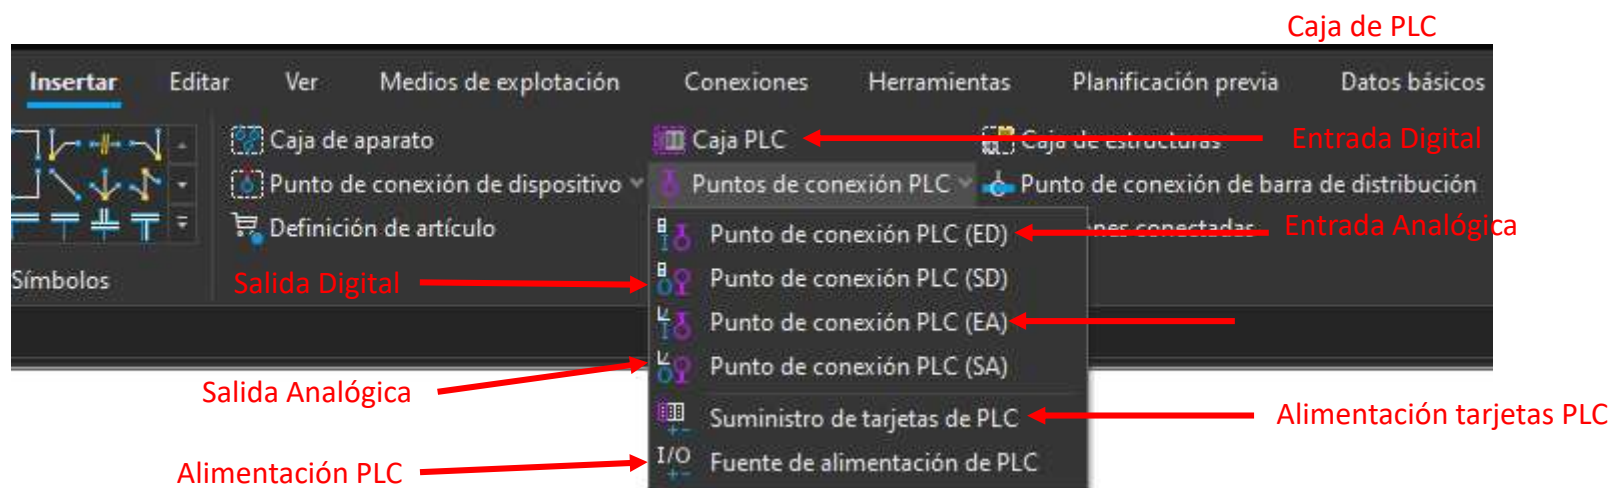 Caja de PLC
Insertar Editar Ver Medios de explotación Conexiones Herramientas Planificación previa Datos básicos
Caja de aparato Caja PLC Caja de estructuras Entrada Digital
Punto de conexión de dispositivo Puntos de conexión PLC Punto de conexión de barra de distribución
Definición de artículo Punto de conexión PLC (ED) conectadas Entrada Analógica
Símbolos Salida Digital Punto de conexión PLC (SD)
Punto de conexión PLC (EA)
Punto de conexión PLC (SA)
Salida Analógica
Suministro de tarjetas de PLC Alimentación tarjetas PLC
I/O Fuente de alimentación de PLC
Alimentación PLC